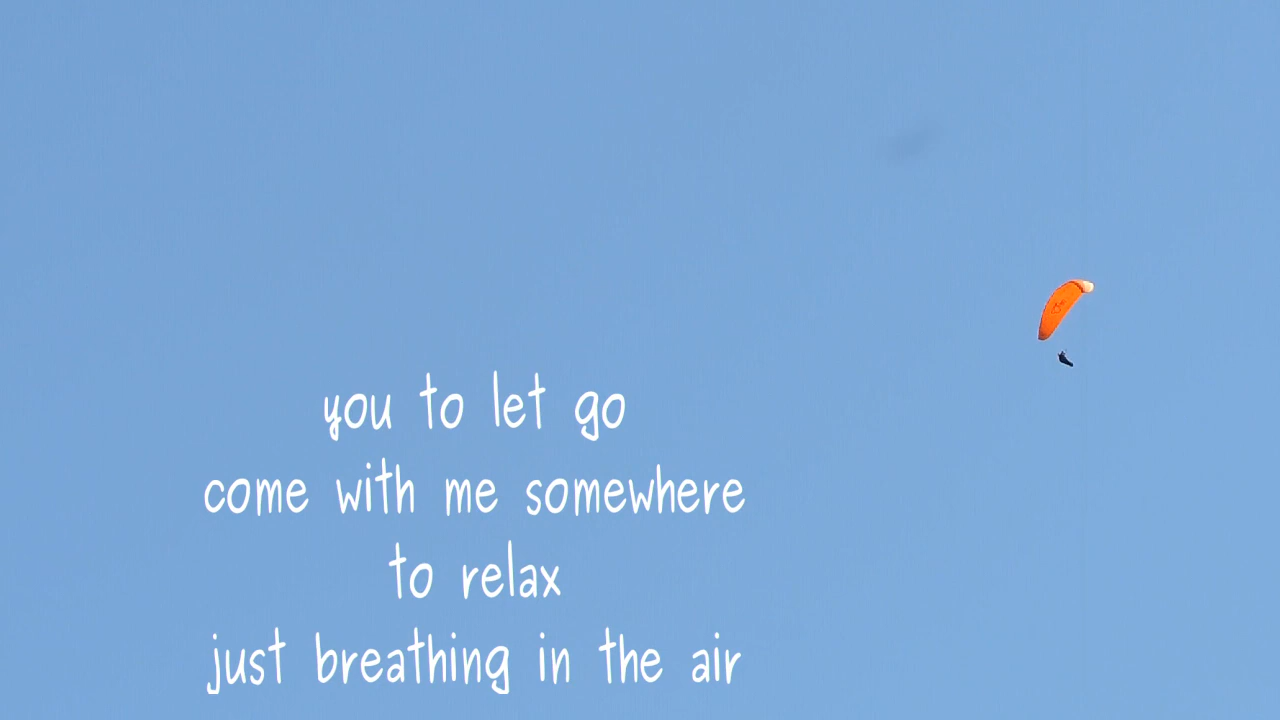 you to let go
come with me somewhere
to relax
just breathing in the air